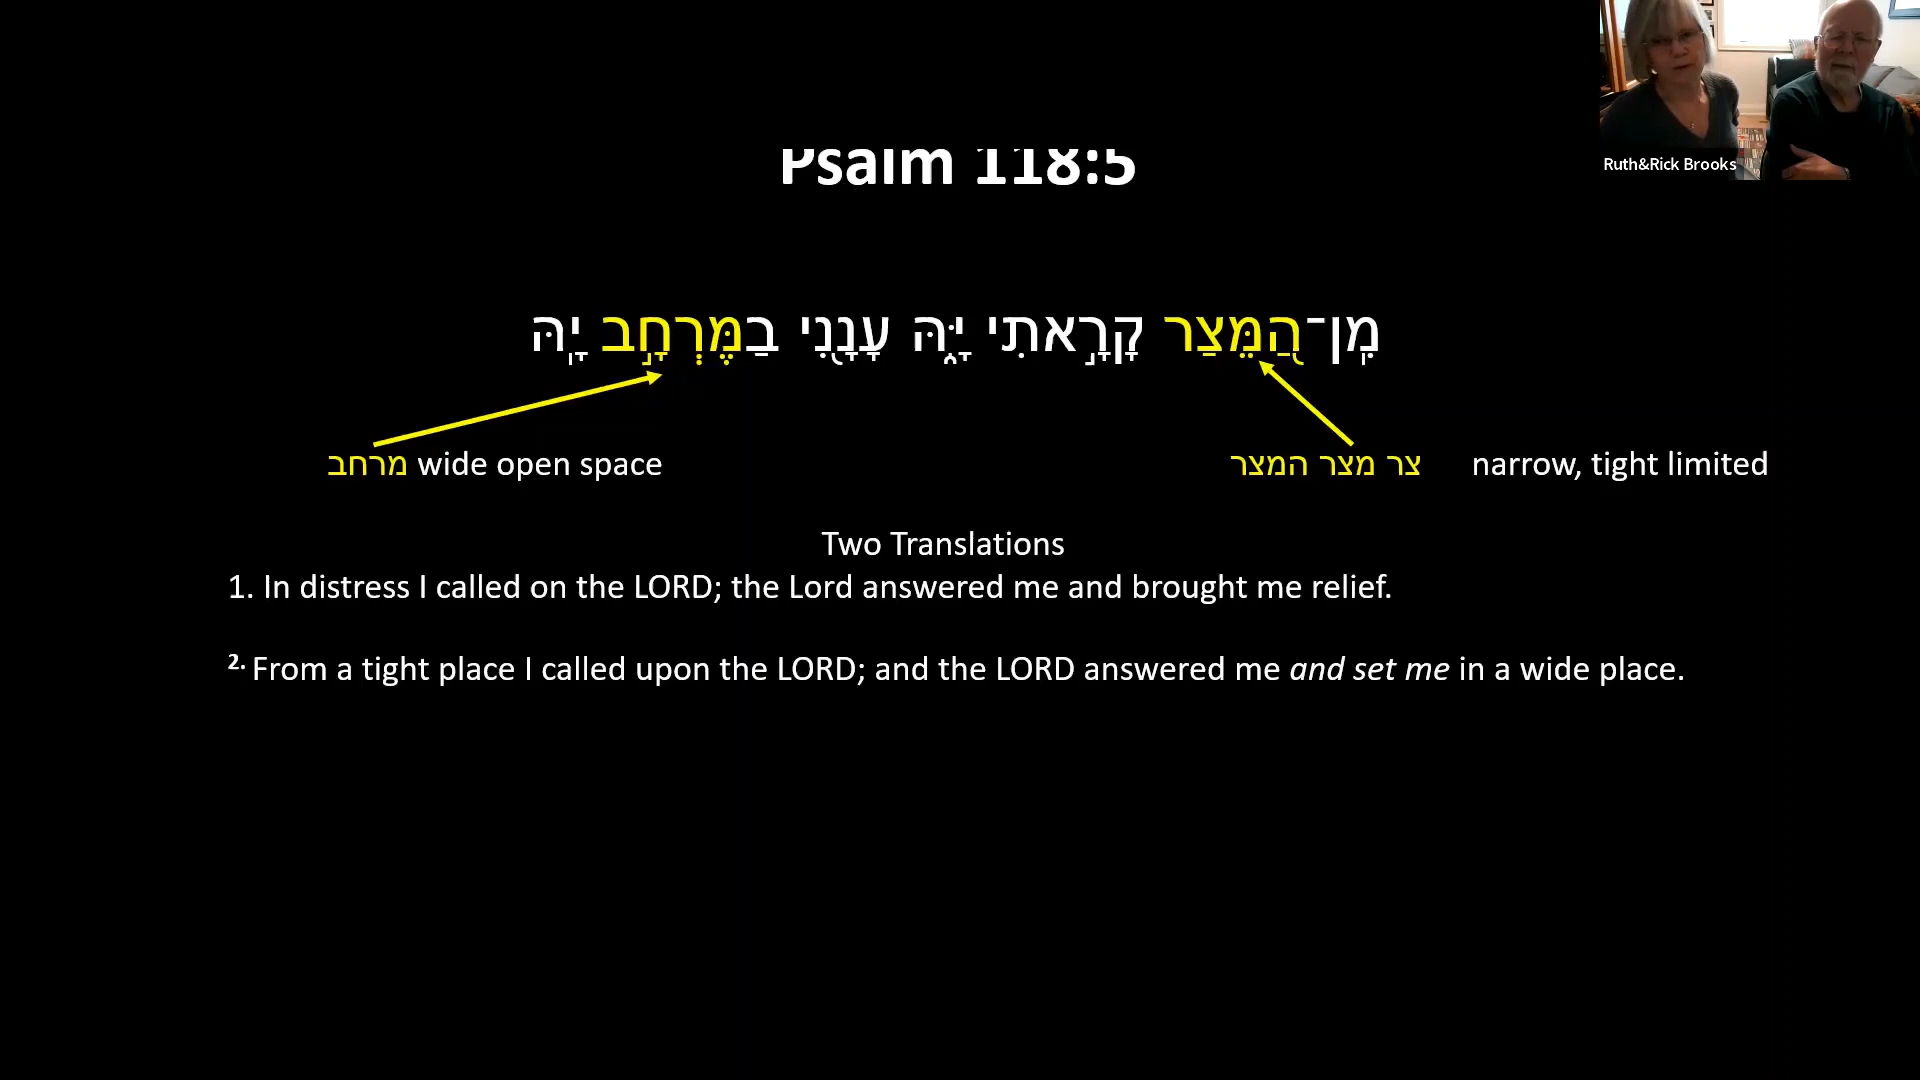 Psalm 118:5
Ruth&Rick Brooks
מִֽן־הַ֭מֵּצַר קָרָ֣אתִי יָּ֑הּ עָנָ֖נִי בַמֶּרְחָ֣ב יָֽהּ
מרחב wide open space
צר מצר המצר narrow, tight limited
Two Translations
1. In distress I called on the LORD; the Lord answered me and brought me relief.
2. From a tight place I called upon the LORD; and the LORD answered me and set me in a wide place.